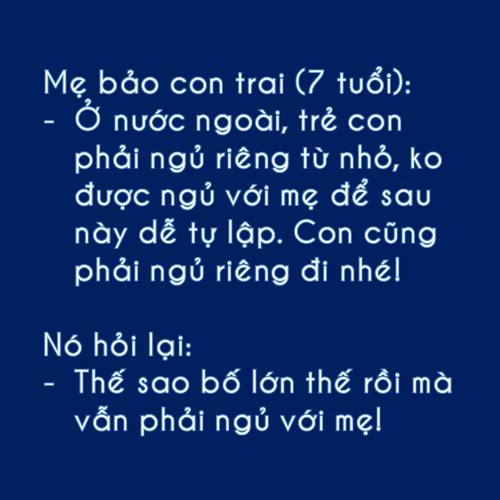 Mẹ bảo con trai (7 tuổi):
- Ở nước ngoài, trẻ con
phải ngủ riêng từ nhỏ, ko
được ngủ với mẹ để sau
này dễ tự lập. Con cũng
phải ngủ riêng đi nhé!
Nó hỏi lại:
- Thế sao bố lớn thế rồi mà
vẫn phải ngủ với mẹ!